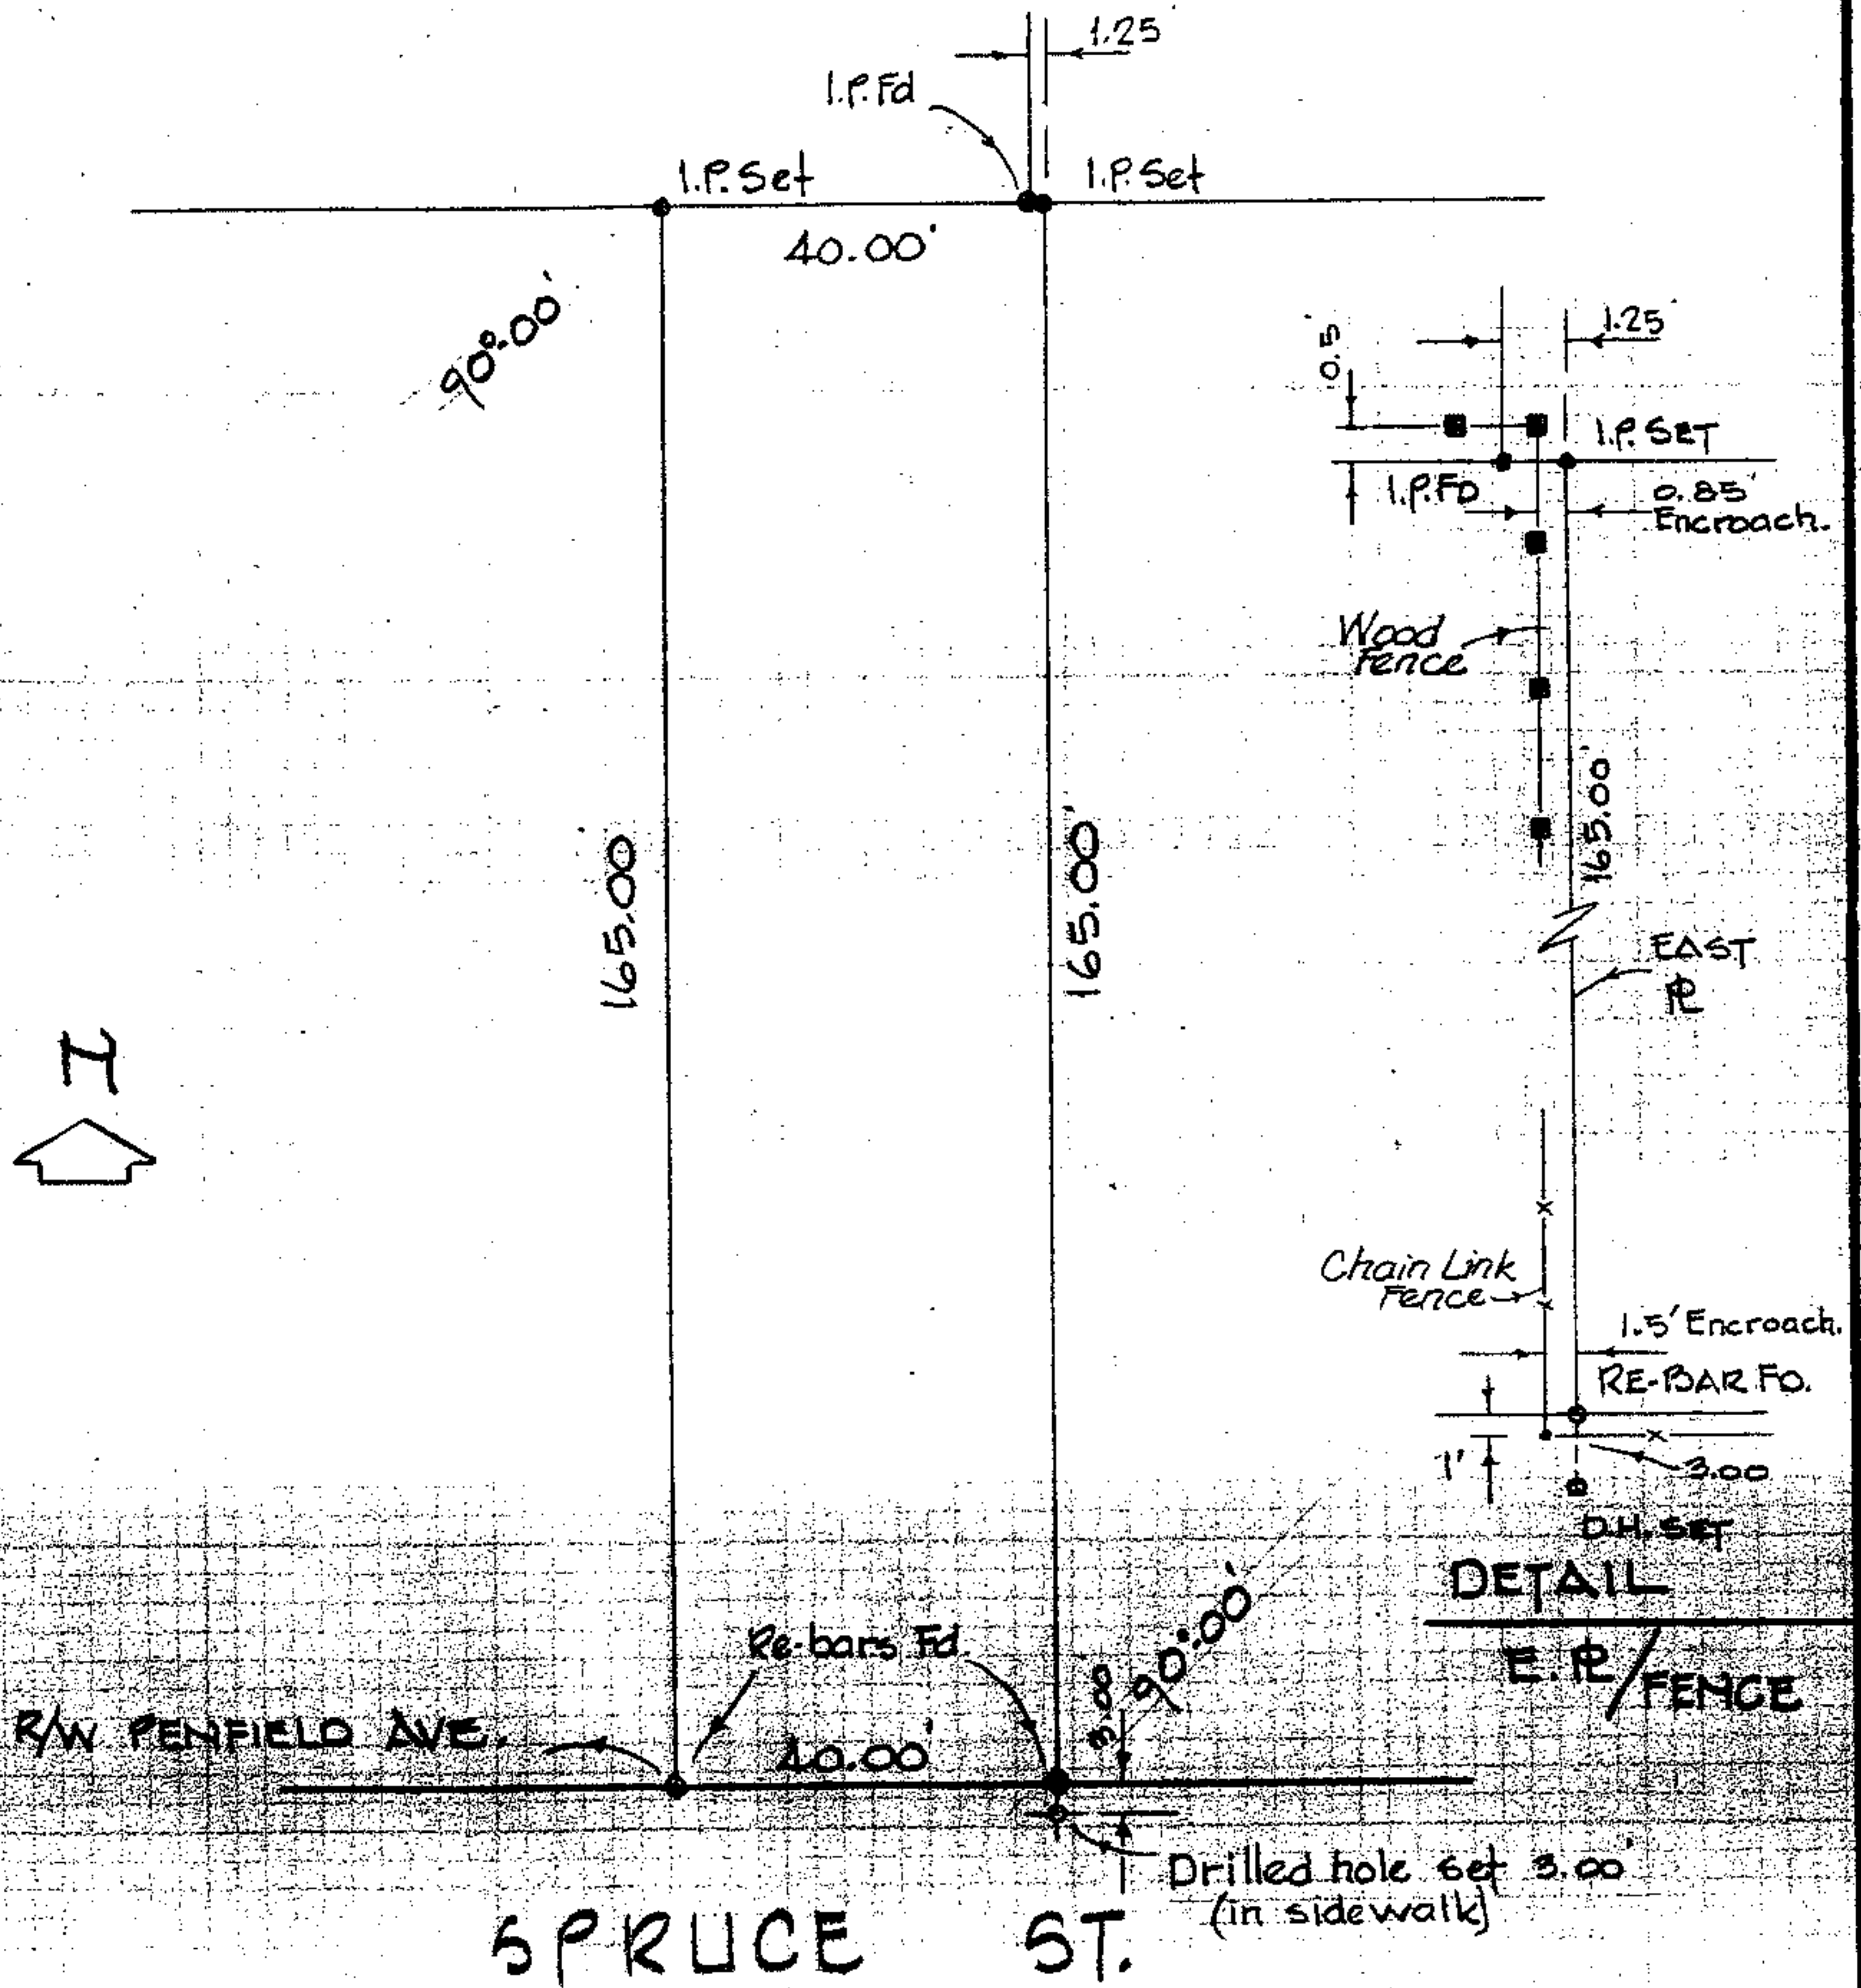 1.25'
I.P. Fd
I.P. Set
I.P. Set
40.00'
90°.00'
165.00
165.00'
N
0.5'
1.25'
I.P. SET
I.P. FD
0.85'
Encroach.
Wood
Fence
165.00'
EAST
PL
Chain Link
Fence
1.5' Encroach.
RE-BAR FD.
1'
3.00
D.H. SET
DETAIL
E. PL / FENCE
Re-bars Fd.
3.00
90°.00'
R/W PENFIELD AVE.
40.00'
Drilled hole set 3.00'
(in sidewalk)
SPRUCE ST.